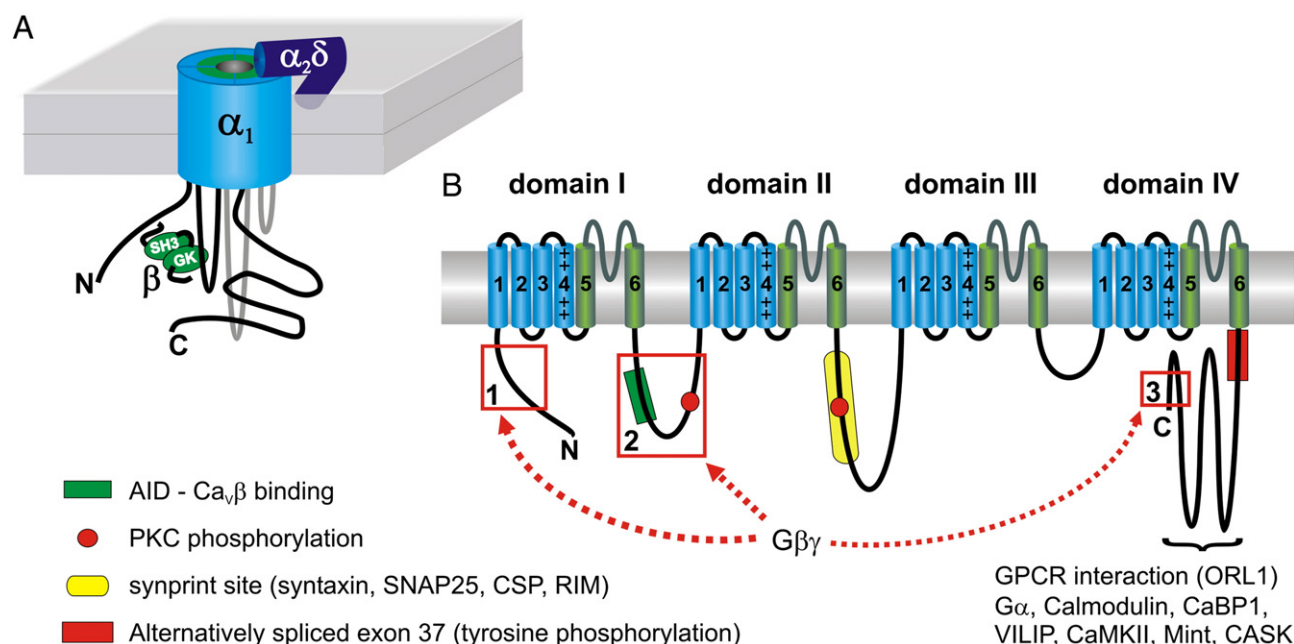 A
α₂δ
α₁
SH3
GK
β
N
C
B
domain I
domain II
domain III
domain IV
1 2 3 ++4++ 5 6
1 2 3 ++4++ 5 6
1 2 3 ++4++ 5 6
1 2 3 ++4++ 5 6
1
2
3
N
C
Gβγ
AID - CaVβ binding
PKC phosphorylation
synprint site (syntaxin, SNAP25, CSP, RIM)
Alternatively spliced exon 37 (tyrosine phosphorylation)
GPCR interaction (ORL1)
Gα, Calmodulin, CaBP1,
VILIP, CaMKII, Mint, CASK